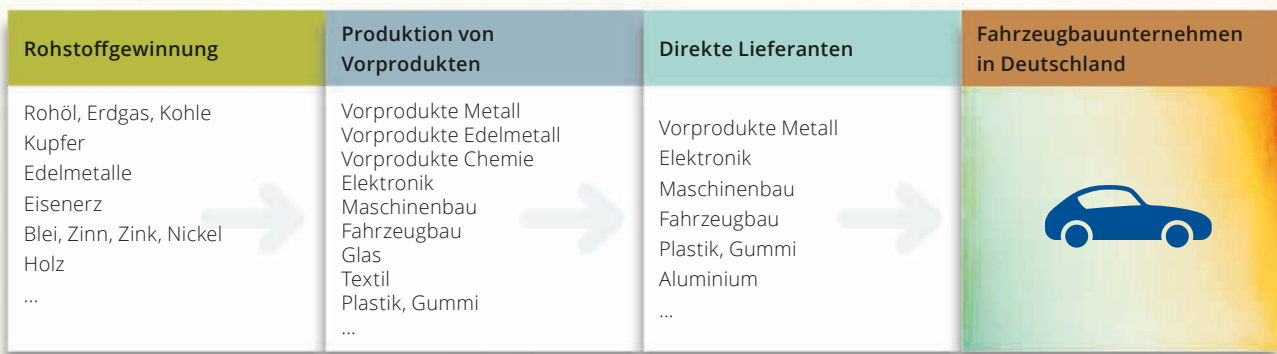 Rohstoffgewinnung
Rohöl, Erdgas, Kohle
Kupfer
Edelmetalle
Eisenerz
Blei, Zinn, Zink, Nickel
Holz
...
Produktion von
Vorprodukten
Vorprodukte Metall
Vorprodukte Edelmetall
Vorprodukte Chemie
Elektronik
Maschinenbau
Fahrzeugbau
Glas
Textil
Plastik, Gummi
...
Direkte Lieferanten
Vorprodukte Metall
Elektronik
Maschinenbau
Fahrzeugbau
Plastik, Gummi
Aluminium
...
Fahrzeugbauunternehmen
in Deutschland